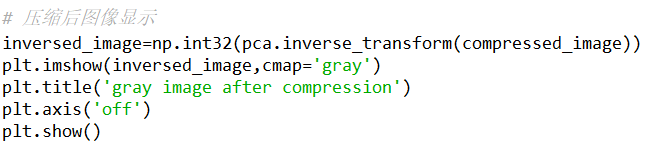 # 压缩后图像显示
inversed_image=np.int32(pca.inverse_transform(compressed_image))
plt.imshow(inversed_image,cmap='gray')
plt.title('gray image after compression')
plt.axis('off')
plt.show()